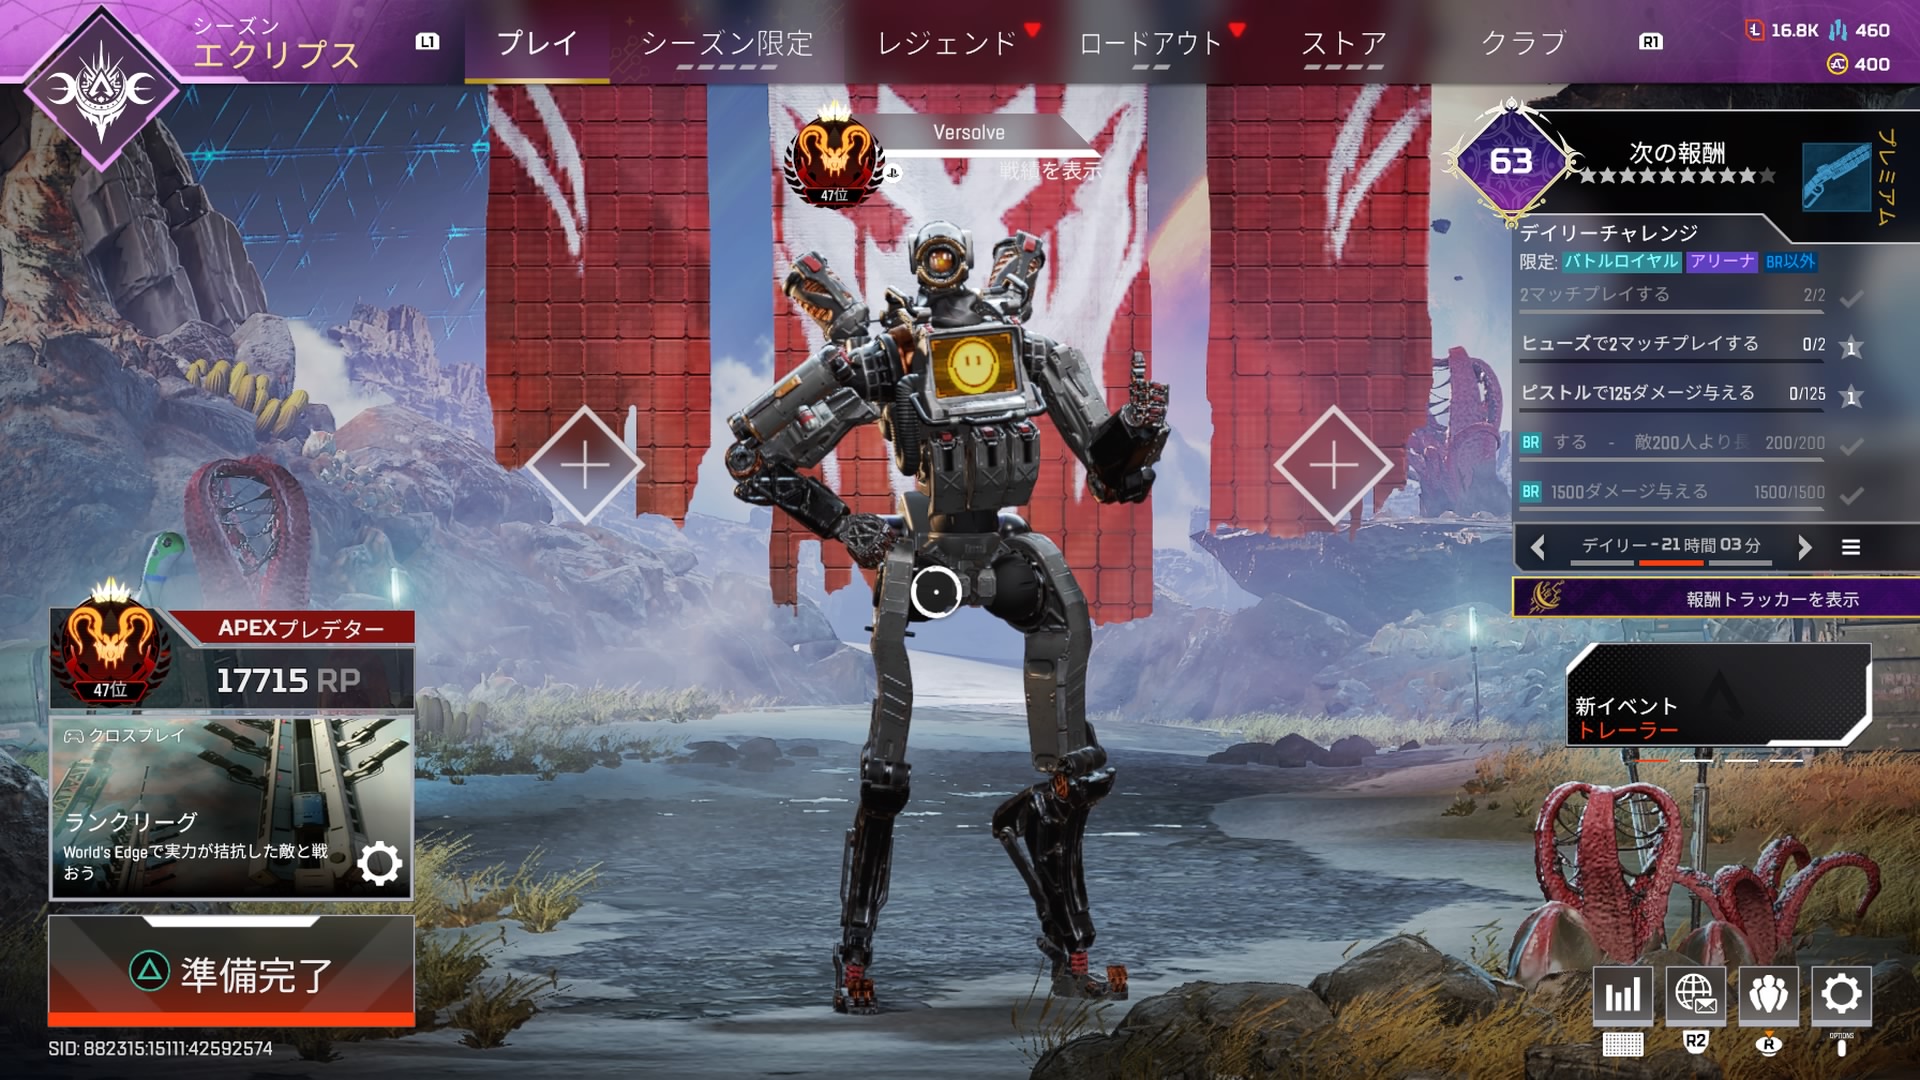 シーズン
エクリプス
L1
プレイ
シーズン限定
レジェンド
ロードアウト
ストア
クラブ
R1
16.8K
460
400
Versolve
戦績を表示
47位
63
次の報酬
プレミアム
デイリーチャレンジ
限定: バトルロイヤル アリーナ BR以外
2マッチプレイする 2/2
ヒューズで2マッチプレイする 0/2 1
ピストルで125ダメージ与える 0/125 1
BR する - 敵200人より長 200/200
BR 1500ダメージ与える 1500/1500
デイリー - 21 時間 03 分
報酬トラッカーを表示
新イベント
トレーラー
APEXプレデター
17715 RP
47位
クロスプレイ
ランクリーグ
World's Edgeで実力が拮抗した敵と戦
おう
準備完了
SID: 882315:15111:42592574
R2
R
OPTIONS